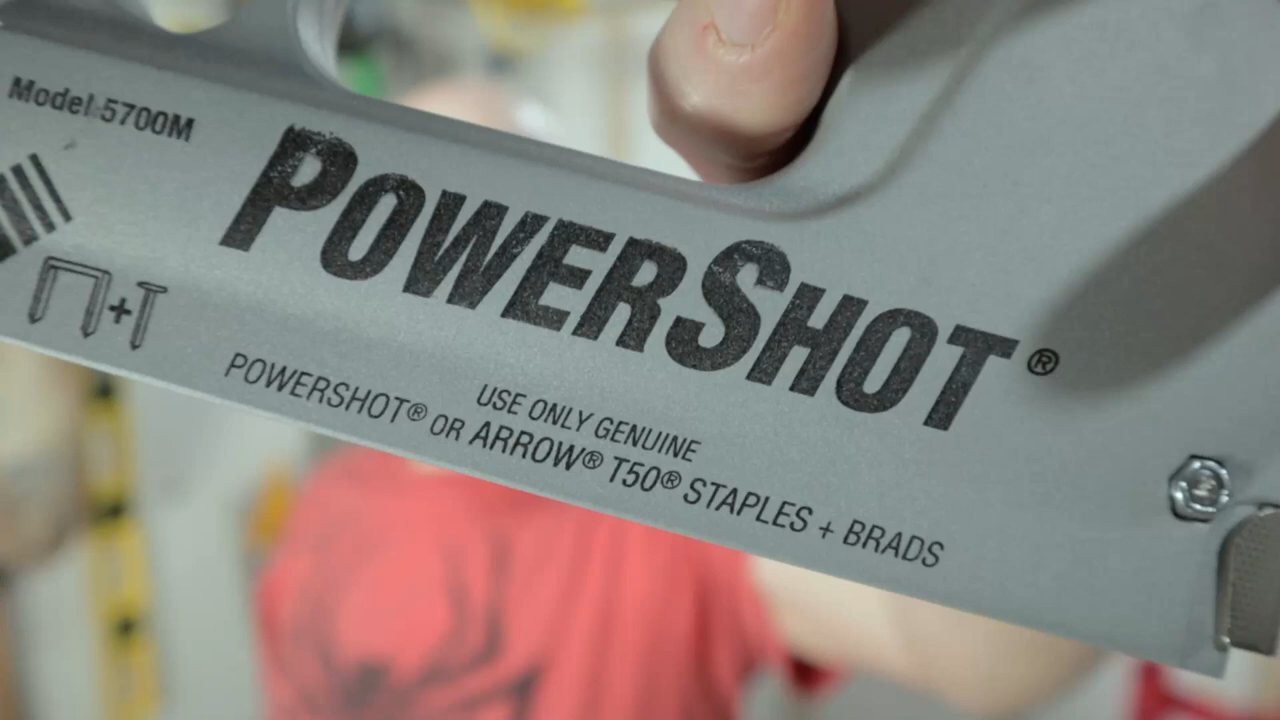 Model 5700M
POWERSHOT®
USE ONLY GENUINE
POWERSHOT® OR ARROW® T50® STAPLES + BRADS